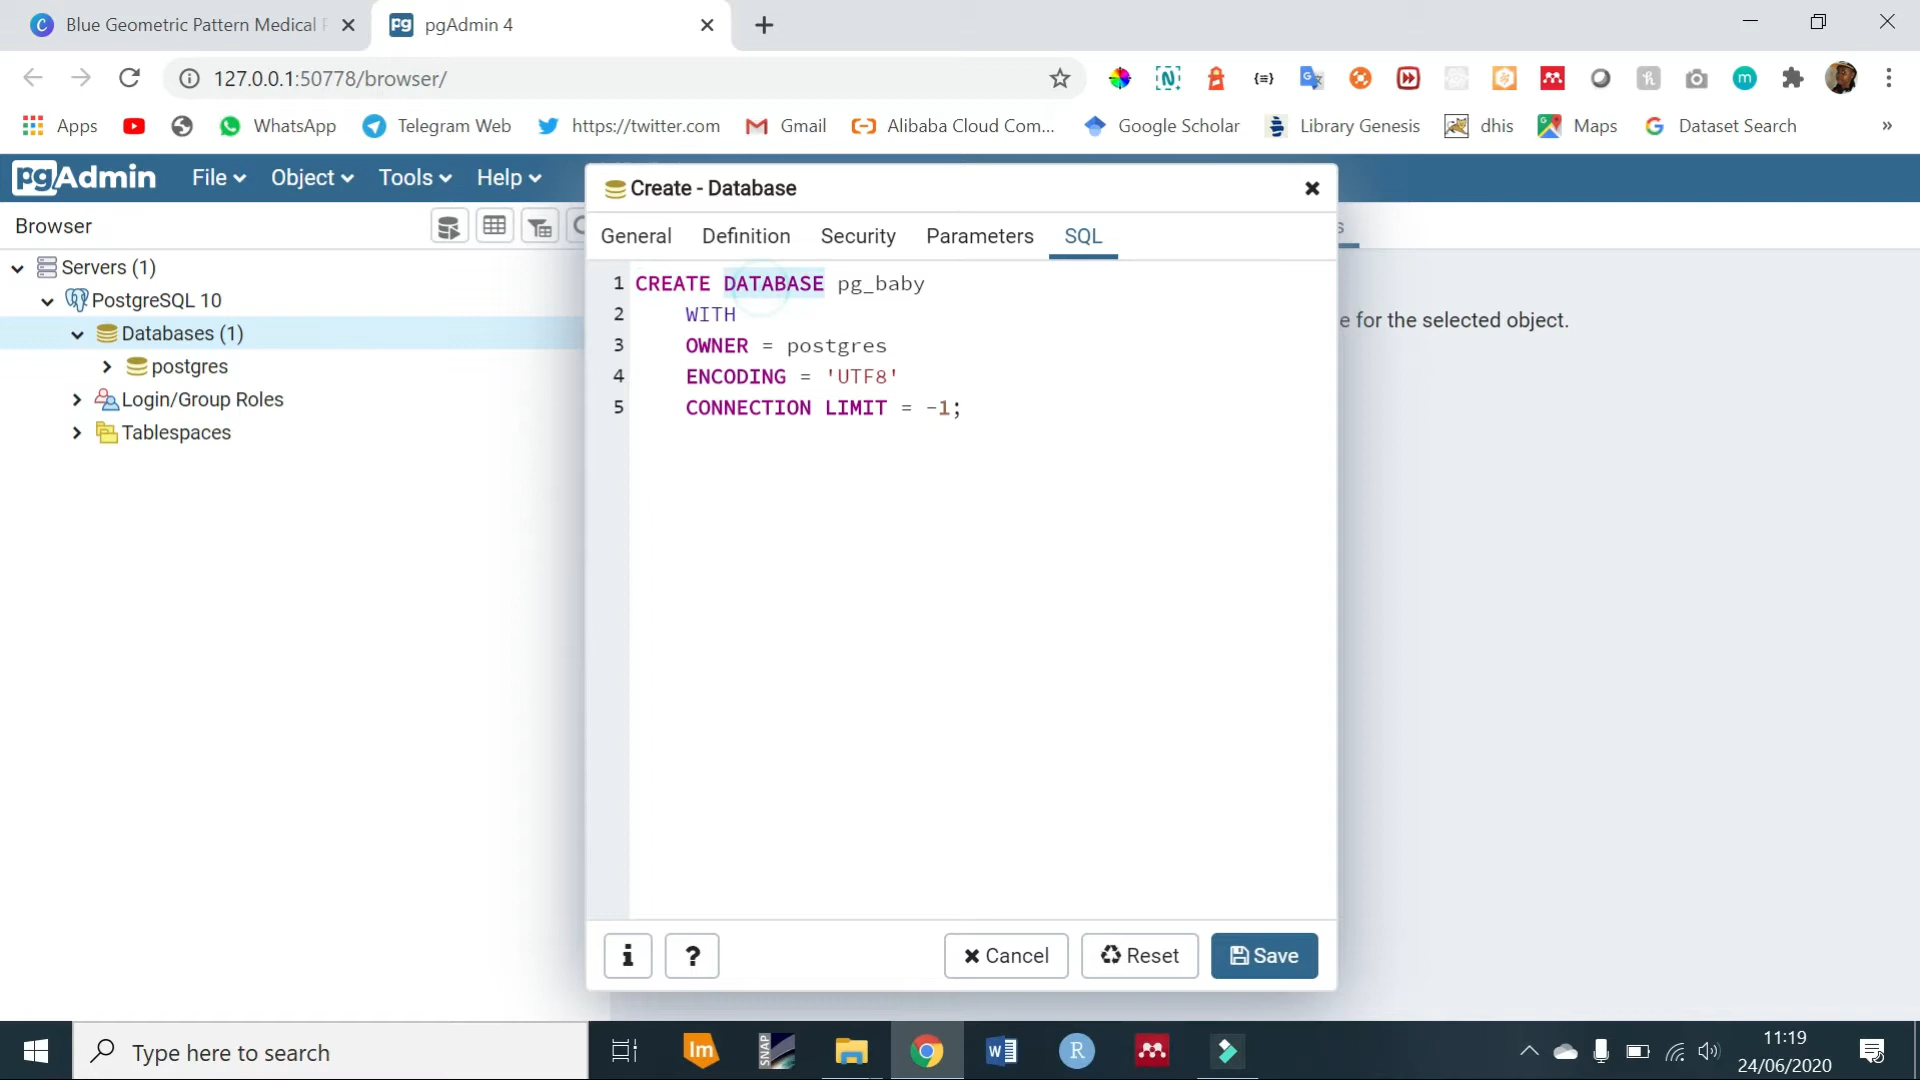 Blue Geometric Pattern Medical
pgAdmin 4
127.0.0.1:50778/browser/
Apps WhatsApp Telegram Web https://twitter.com Gmail Alibaba Cloud Com... Google Scholar Library Genesis dhis Maps Dataset Search »
pgAdmin File Object Tools Help
Create - Database
Browser
General Definition Security Parameters SQL
Servers (1)
PostgreSQL 10
Databases (1)
postgres
Login/Group Roles
Tablespaces
1 CREATE DATABASE pg_baby
2 WITH
3 OWNER = postgres
4 ENCODING = 'UTF8'
5 CONNECTION LIMIT = -1;
e for the selected object.
i ? Cancel Reset Save
Type here to search
Im
SNAP
W
R
11:19
24/06/2020